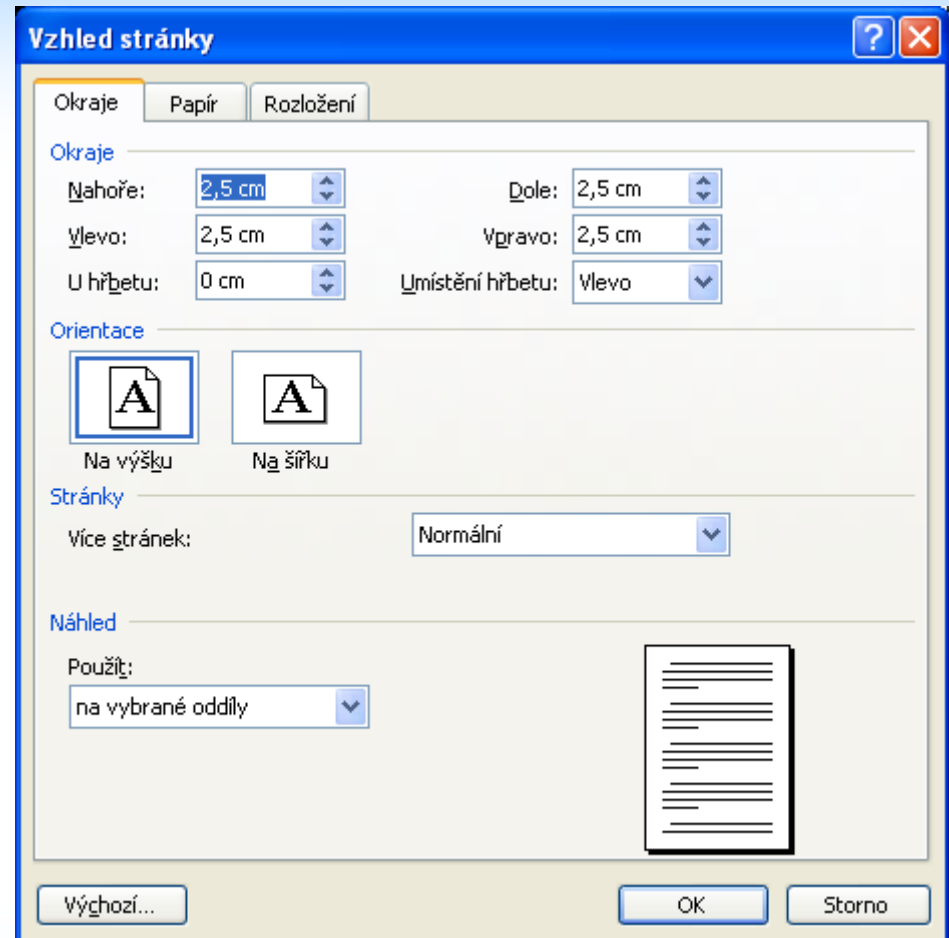 Vzhled stránky
Okraje Papír Rozložení
Okraje
Nahoře: 2,5 cm Dole: 2,5 cm
Vlevo: 2,5 cm Vpravo: 2,5 cm
U hřbetu: 0 cm Umístění hřbetu: Vlevo
Orientace
A A
Na výšku Na šířku
Stránky
Více stránek: Normální
Náhled
Použít:
na vybrané oddíly
Výchozí... OK Storno